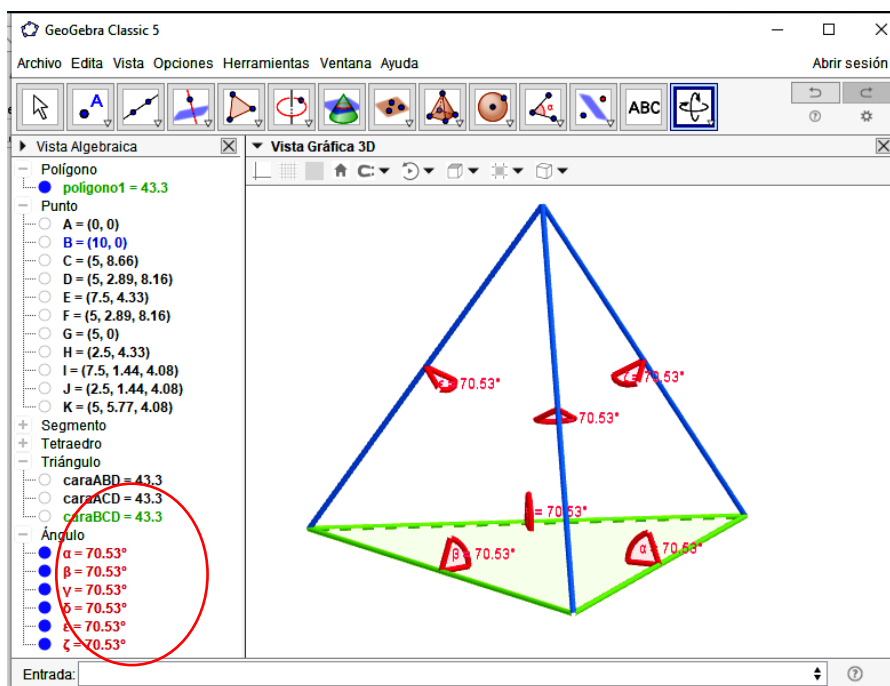 GeoGebra Classic 5
Archivo Edita Vista Opciones Herramientas Ventana Ayuda
Abrir sesión
A
α
ABC
Vista Algebraica
Polígono
polígono1 = 43.3
Punto
A = (0, 0)
B = (10, 0)
C = (5, 8.66)
D = (5, 2.89, 8.16)
E = (7.5, 4.33)
F = (5, 2.89, 8.16)
G = (5, 0)
H = (2.5, 4.33)
I = (7.5, 1.44, 4.08)
J = (2.5, 1.44, 4.08)
K = (5, 5.77, 4.08)
Segmento
Tetraedro
Triángulo
caraABD = 43.3
caraACD = 43.3
caraBCD = 43.3
Ángulo
α = 70.53°
β = 70.53°
γ = 70.53°
δ = 70.53°
ε = 70.53°
ζ = 70.53°
Vista Gráfica 3D
ε = 70.53°
ζ = 70.53°
70.53°
= 70.53°
β = 70.53°
α = 70.53°
Entrada: